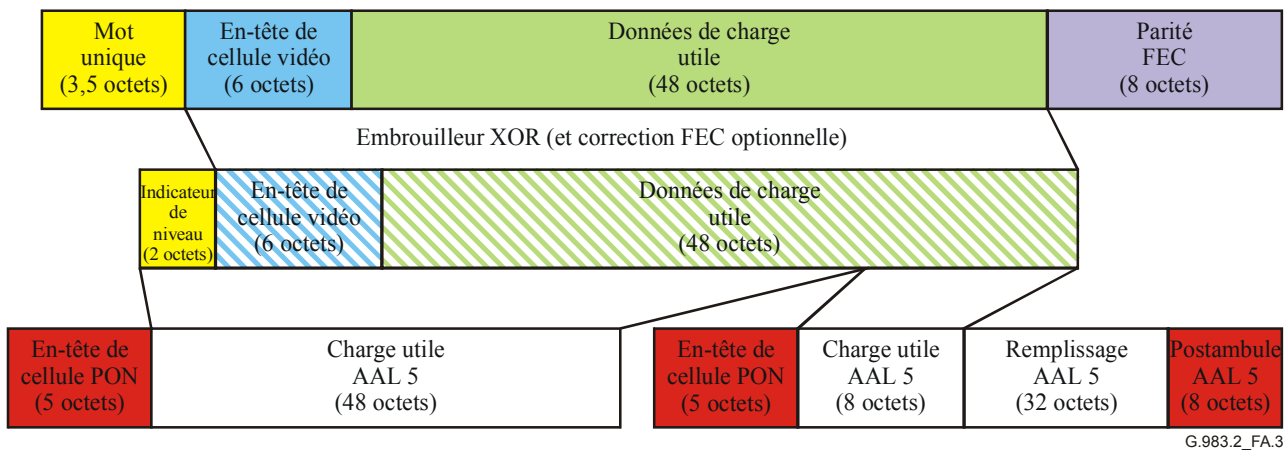 Mot
unique
(3,5 octets)
En-tête de
cellule vidéo
(6 octets)
Données de charge
utile
(48 octets)
Parité
FEC
(8 octets)
Embrouilleur XOR (et correction FEC optionnelle)
Indicateur
de
niveau
(2 octets)
En-tête de
cellule vidéo
(6 octets)
Données de charge
utile
(48 octets)
En-tête de
cellule PON
(5 octets)
Charge utile
AAL 5
(48 octets)
En-tête de
cellule PON
(5 octets)
Charge utile
AAL 5
(8 octets)
Remplissage
AAL 5
(32 octets)
Postambule
AAL 5
(8 octets)
G.983.2_FA.3